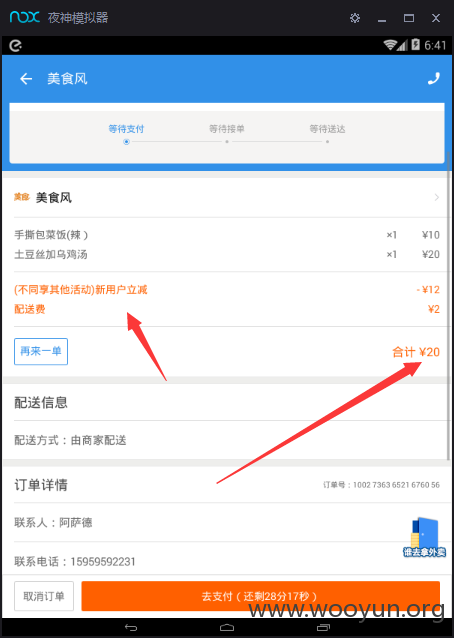 nox 夜神模拟器
6:41
美食风
等待支付 等待接单 等待送达
美食 美食风
手撕包菜饭(辣) ×1 ¥10
土豆丝加乌鸡汤 ×1 ¥20
(不同享其他活动)新用户立减 - ¥12
配送费 ¥2
再来一单 合计 ¥20
配送信息
配送方式：由商家配送
订单详情 订单号：1002 7363 6521 6760 56
联系人：阿萨德
谁去拿外卖
联系电话：15959592231
取消订单 去支付（还剩28分17秒）
www.wooyun.org